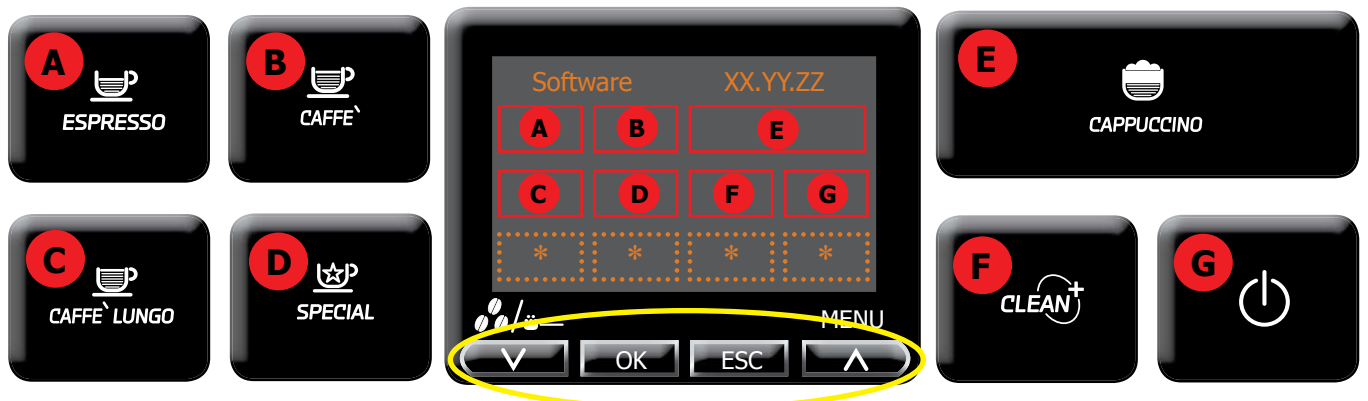 A
ESPRESSO
B
CAFFE`
C
CAFFE` LUNGO
D
SPECIAL
Software XX.YY.ZZ
A B E
C D F G
* * * *
/ MENU
OK ESC
E
CAPPUCCINO
F
CLEAN+
G